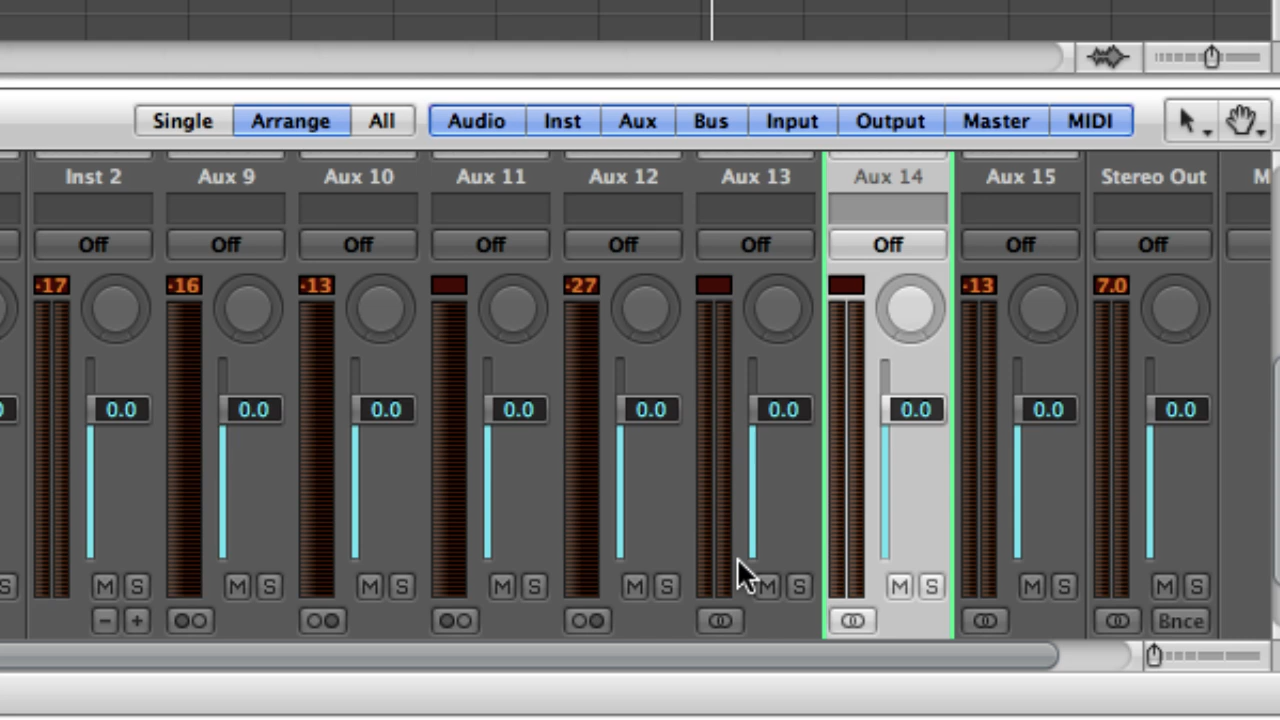 Single Arrange All Audio Inst Aux Bus Input Output Master MIDI
Inst 2 Aux 9 Aux 10 Aux 11 Aux 12 Aux 13 Aux 14 Aux 15 Stereo Out M
Off Off Off Off Off Off Off Off Off
-17 -16 -13 -27 -13 7.0
0 0.0 0.0 0.0 0.0 0.0 0.0 0.0 0.0 0.0
S M S M S M S M S M S M S M S M S M S
- + Bnce